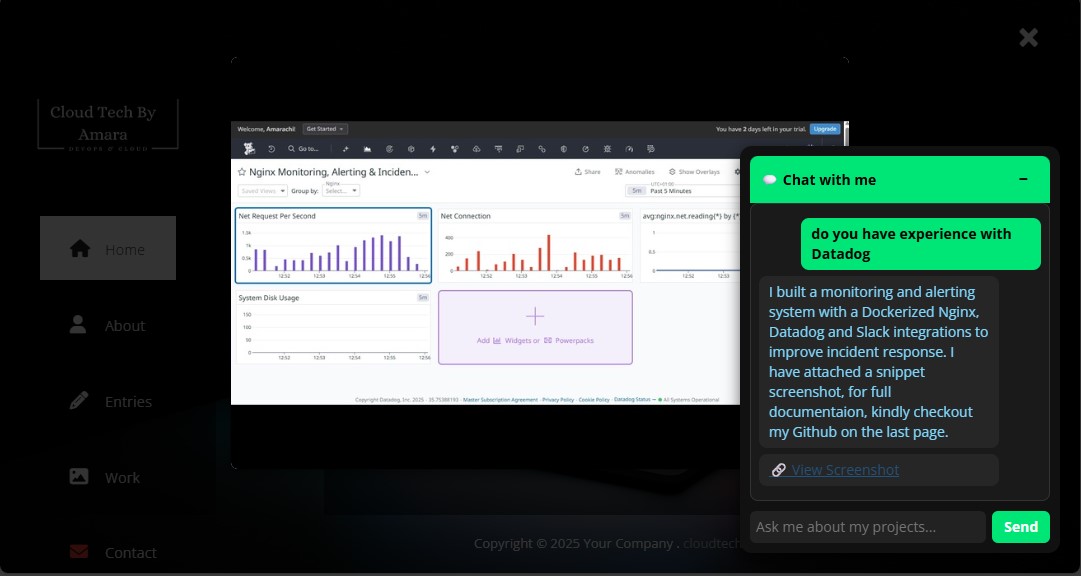 Cloud Tech By
Amara
DEVOPS & CLOUD
Home
About
Entries
Work
Contact
Welcome, Amarachi! Get Started
You have 2 days left in your trial. Upgrade
Go to...
Nginx Monitoring, Alerting & Inciden...
Share Anomalies Show Overlays
Saved Views Group by: Nginx Select...
5m Past 5 Minutes
Net Request Per Second 5m
1.5k
1k
0.5k
0
12:52 12:53 12:54 12:55 12:56
Net Connection 5m
400
200
0
12:52 12:53 12:54 12:55 12:56
avg:nginx.net.reading{*} by {*
1
0.5
0
12:52 12:53
System Disk Usage 5m
150
100
50
0
12:52 12:53 12:54 12:55 12:56
Add Widgets or Powerpacks
Copyright Datadog, Inc. 2025 - 35.75388193 - Master Subscription Agreement - Privacy Policy - Cookie Policy - Datadog Status → All Systems Operational
Copyright © 2025 Your Company . cloudtech
Chat with me
do you have experience with
Datadog
I built a monitoring and alerting
system with a Dockerized Nginx,
Datadog and Slack integrations to
improve incident response. I
have attached a snippet
screenshot, for full
documentaion, kindly checkout
my Github on the last page.
View Screenshot
Ask me about my projects...
Send